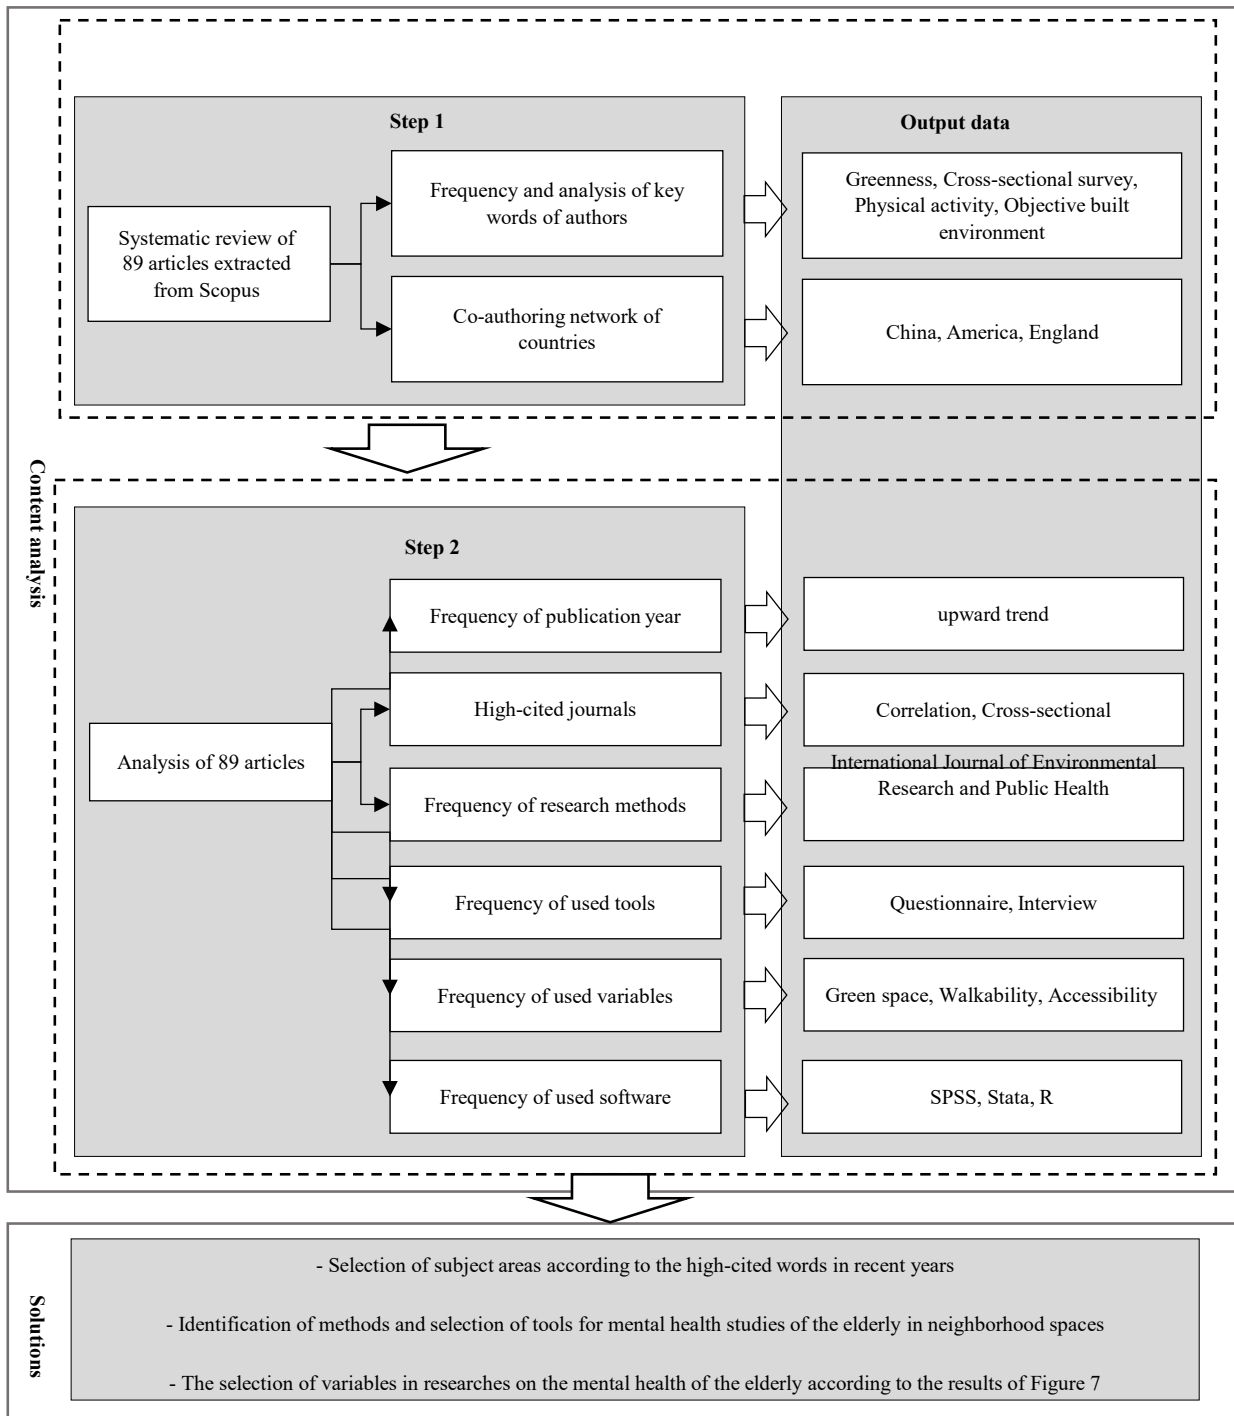 Content analysis
Step 1
Output data
Systematic review of
89 articles extracted
from Scopus
Frequency and analysis of key
words of authors
Greenness, Cross-sectional survey,
Physical activity, Objective built
environment
Co-authoring network of
countries
China, America, England
Step 2
Analysis of 89 articles
Frequency of publication year
upward trend
High-cited journals
Correlation, Cross-sectional
Frequency of research methods
International Journal of Environmental
Research and Public Health
Frequency of used tools
Questionnaire, Interview
Frequency of used variables
Green space, Walkability, Accessibility
Frequency of used software
SPSS, Stata, R
Solutions
- Selection of subject areas according to the high-cited words in recent years
- Identification of methods and selection of tools for mental health studies of the elderly in neighborhood spaces
- The selection of variables in researches on the mental health of the elderly according to the results of Figure 7